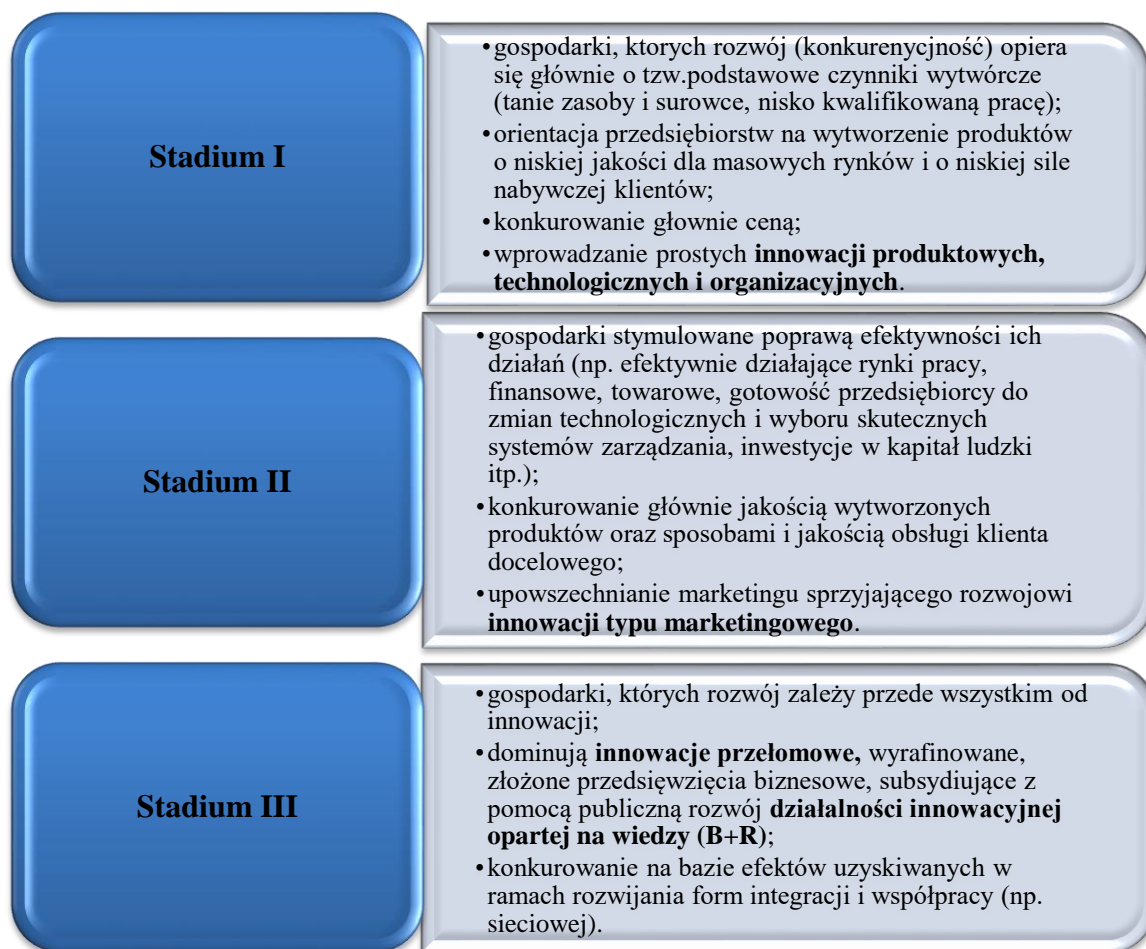 Stadium I
•gospodarki, ktorych rozwój (konkurenycjność) opiera
się głównie o tzw.podstawowe czynniki wytwórcze
(tanie zasoby i surowce, nisko kwalifikowaną pracę);
•orientacja przedsiębiorstw na wytworzenie produktów
o niskiej jakości dla masowych rynków i o niskiej sile
nabywczej klientów;
•konkurowanie głownie ceną;
•wprowadzanie prostych innowacji produktowych,
technologicznych i organizacyjnych.
Stadium II
•gospodarki stymulowane poprawą efektywności ich
działań (np. efektywnie działające rynki pracy,
finansowe, towarowe, gotowość przedsiębiorcy do
zmian technologicznych i wyboru skutecznych
systemów zarządzania, inwestycje w kapitał ludzki
itp.);
•konkurowanie głównie jakością wytworzonych
produktów oraz sposobami i jakością obsługi klienta
docelowego;
•upowszechnianie marketingu sprzyjającego rozwojowi
innowacji typu marketingowego.
Stadium III
•gospodarki, których rozwój zależy przede wszystkim od
innowacji;
•dominują innowacje przełomowe, wyrafinowane,
złożone przedsięwzięcia biznesowe, subsydiujące z
pomocą publiczną rozwój działalności innowacyjnej
opartej na wiedzy (B+R);
•konkurowanie na bazie efektów uzyskiwanych w
ramach rozwijania form integracji i współpracy (np.
sieciowej).